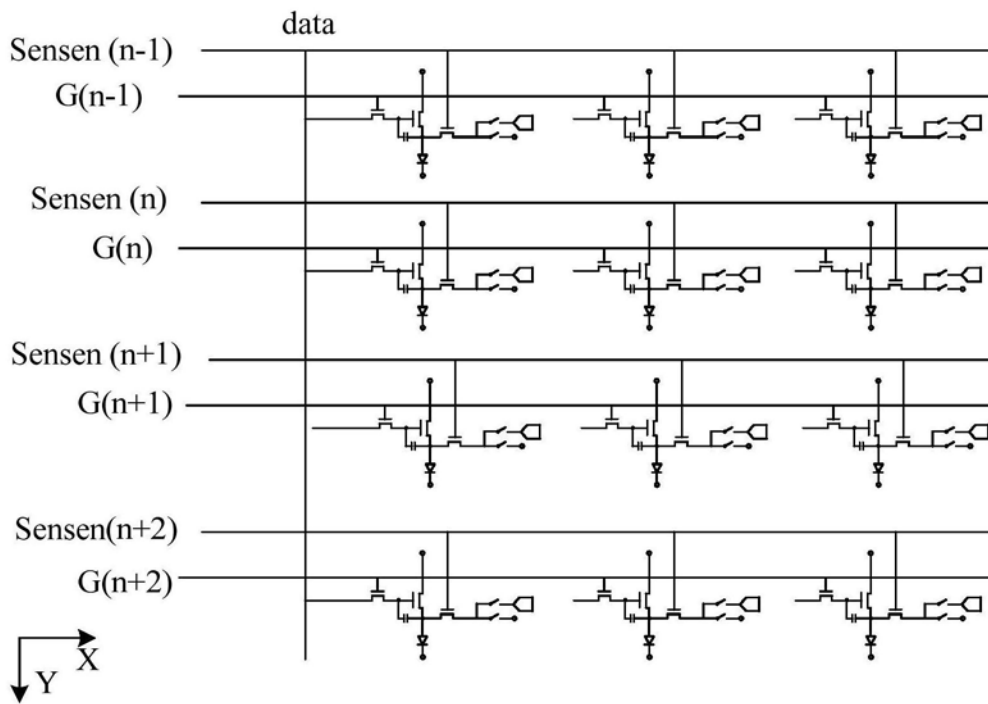 data
Sensen (n-1)
G(n-1)
Sensen (n)
G(n)
Sensen (n+1)
G(n+1)
Sensen(n+2)
G(n+2)
X
Y